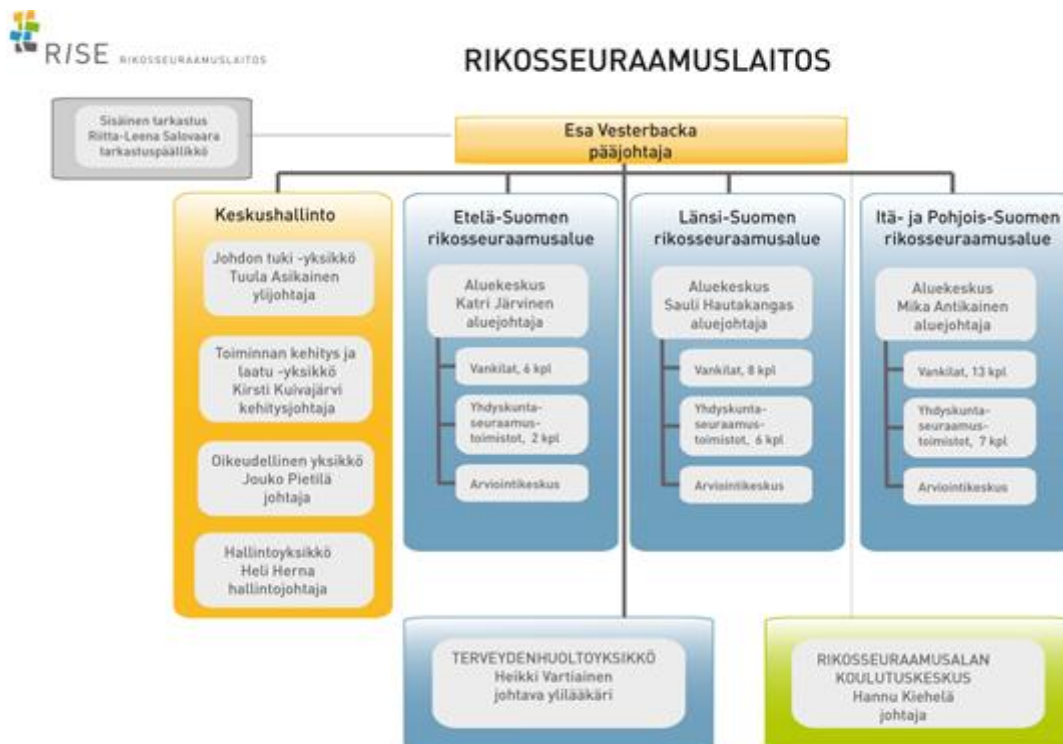 RISE RIKOSSEURAAMUSLAITOS
RIKOSSEURAAMUSLAITOS
Sisäinen tarkastus
Riitta-Leena Salovaara
tarkastuspäällikkö
Esa Vesterbacka
pääjohtaja
Keskushallinto
Johdon tuki -yksikkö
Tuula Asikainen
ylijohtaja
Toiminnan kehitys ja
laatu -yksikkö
Kirsti Kuivajärvi
kehitysjohtaja
Oikeudellinen yksikkö
Jouko Pietilä
johtaja
Hallintoyksikkö
Heli Herna
hallintojohtaja
Etelä-Suomen
rikosseuraamusalue
Aluekeskus
Katri Järvinen
aluejohtaja
Vankilat, 6 kpl
Yhdyskunta-
seuraamus-
toimistot, 2 kpl
Arviointikeskus
Länsi-Suomen
rikosseuraamusalue
Aluekeskus
Sauli Hautakangas
aluejohtaja
Vankilat, 8 kpl
Yhdyskunta-
seuraamus-
toimistot, 6 kpl
Arviointikeskus
Itä- ja Pohjois-Suomen
rikosseuraamusalue
Aluekeskus
Mika Antikainen
aluejohtaja
Vankilat, 13 kpl
Yhdyskunta-
seuraamus-
toimistot, 7 kpl
Arviointikeskus
TERVEYDENHUOLTOYKSIKKÖ
Heikki Vartiainen
johtava ylilääkäri
RIKOSSEURAAMUSALAN
KOULUTUSKESKUS
Hannu Kiehelä
johtaja